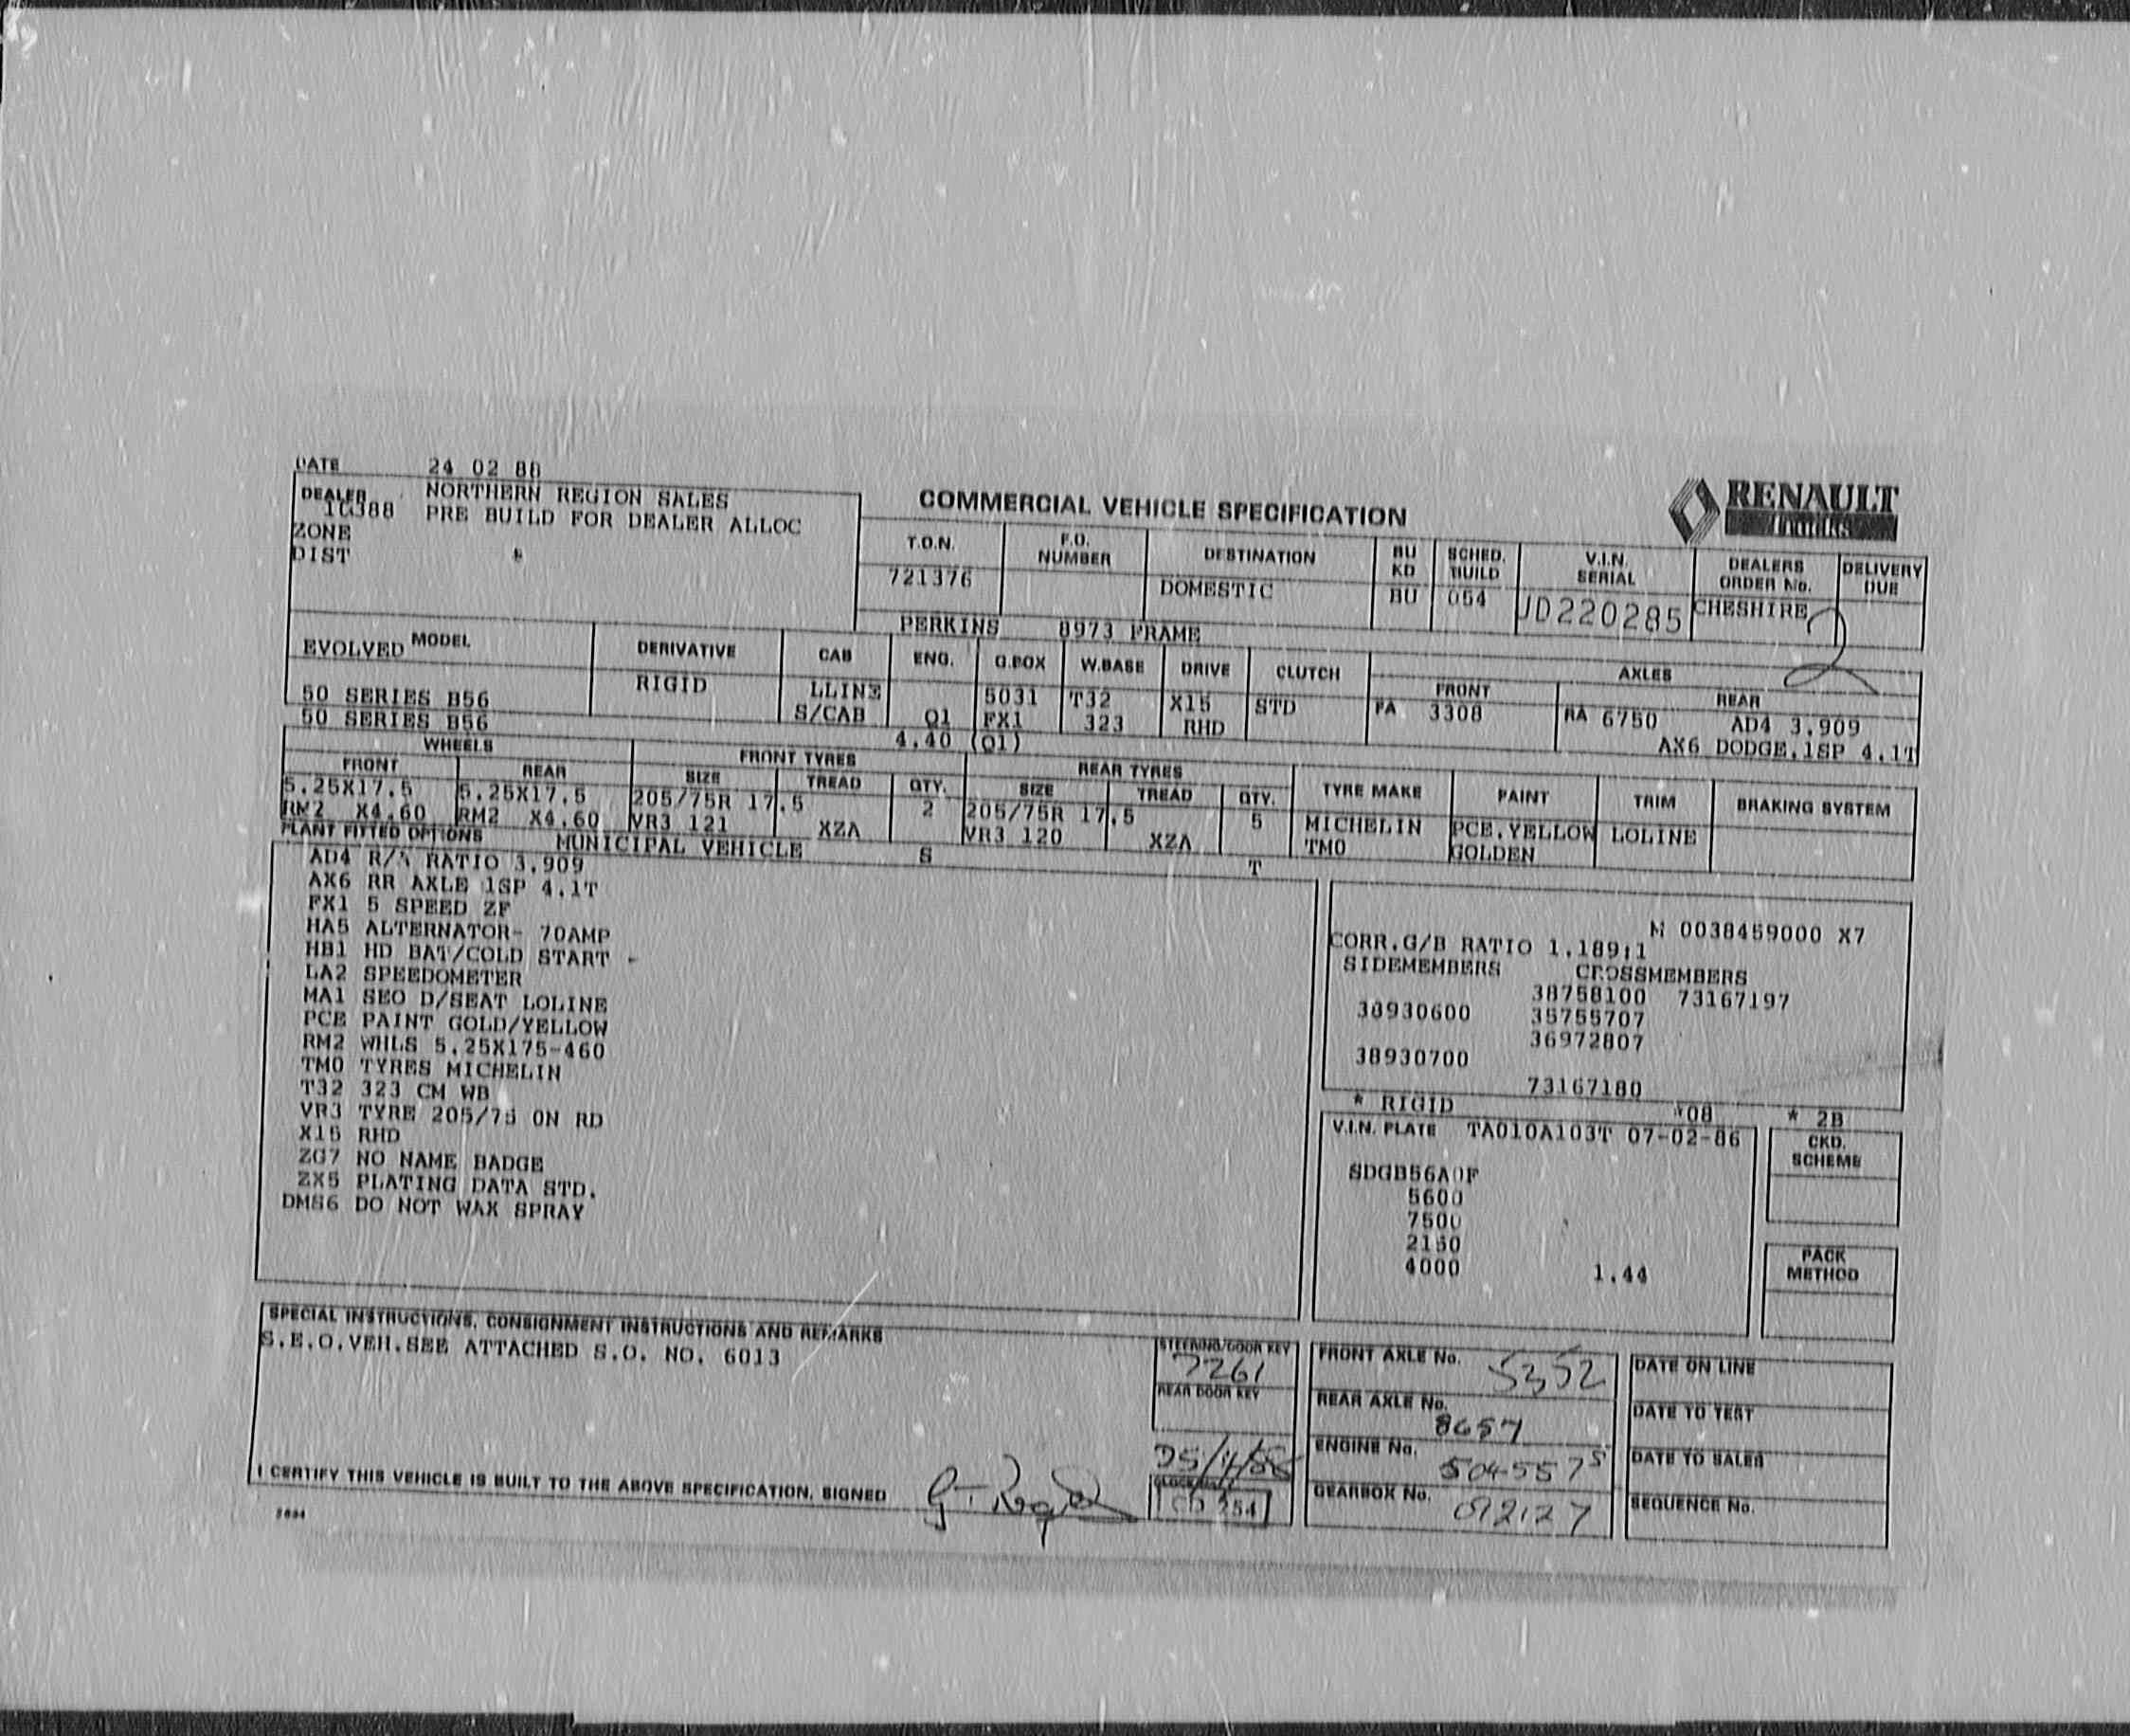 DATE 24 02 88
DEALER NORTHERN REGION SALES
PRE BUILD FOR DEALER ALLOC
ZONE
DIST
COMMERCIAL VEHICLE SPECIFICATION
RENAULT
T.O.N. F.O. NUMBER DESTINATION BU KD SCHED. BUILD V.I.N. SERIAL DEALERS ORDER No. DELIVERY DUE
721376 DOMESTIC BU 054 JD220285 CHESHIRE 2
PERKINS 8973 FRAME
EVOLVED MODEL DERIVATIVE CAB ENG. G.BOX W.BASE DRIVE CLUTCH AXLES
FRONT REAR
50 SERIES B56 RIGID LLINE 5031 T32 X15 STD FA 3308 RA 6750 AD4 3.909
50 SERIES B56 S/CAB Q1 FX1 323 RHD AX6 DODGE.1SP 4.1T
4.40 (Q1)
WHEELS FRONT TYRES REAR TYRES
FRONT REAR SIZE TREAD QTY. SIZE TREAD QTY. TYRE MAKE PAINT TRIM BRAKING SYSTEM
5.25X17.5 5.25X17.5 205/75R 17.5 2 205/75R 17.5 5 MICHELIN PCE.YELLOW LOLINE
RM2 X4.60 RM2 X4.60 VR3 121 XZA VR3 120 XZA TM0 GOLDEN
PLANT FITTED OPTIONS MUNICIPAL VEHICLE S T
AD4 R/A RATIO 3.909
AX6 RR AXLE 1SP 4.1T
FX1 5 SPEED ZF
HA5 ALTERNATOR- 70AMP
HB1 HD BAT/COLD START -
LA2 SPEEDOMETER
MA1 SEO D/SEAT LOLINE
PCE PAINT GOLD/YELLOW
RM2 WHLS 5.25X175-460
TM0 TYRES MICHELIN
T32 323 CM WB
VR3 TYRE 205/75 ON RD
X15 RHD
ZG7 NO NAME BADGE
ZX5 PLATING DATA STD.
DM56 DO NOT WAX SPRAY
M 0038459000 X7
CORR.G/B RATIO 1.189;1
SIDEMEMBERS CROSSMEMBERS
38758100 73167197
38930600 35755707
36972807
38930700
73167180
* RIGID *08 * 2B
V.I.N. PLATE TA010A103T 07-02-86
SDGB56A0F
5600
7500
2150
4000 1.44
CKD. SCHEME
PACK METHOD
SPECIAL INSTRUCTIONS, CONSIGNMENT INSTRUCTIONS AND REMARKS
S.E.O.VEH.SEE ATTACHED S.O. NO. 6013
STEERING/DOOR KEY
7261
REAR DOOR KEY
FRONT AXLE No. 5352
REAR AXLE No. 8657
ENGINE No. 504557S
GEARBOX No. 092127
DATE ON LINE
DATE TO TEST
DATE TO SALES
SEQUENCE No.
I CERTIFY THIS VEHICLE IS BUILT TO THE ABOVE SPECIFICATION. SIGNED